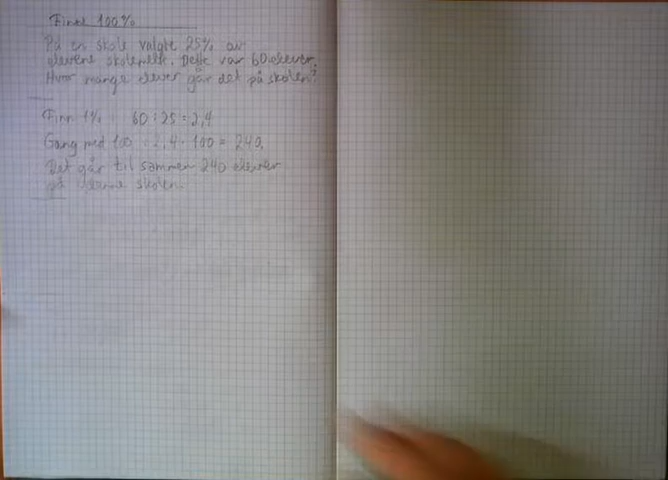 Finne 100%
På en skole valgte 25% av
elevene skolemelk. Dette var 60 elever.
Hvor mange elever går det på skolen?
Finn 1% : 60 : 25 = 2,4
Gang med 100 : 2,4 · 100 = 240.
Det går til sammen 240 elever
på denne skolen.